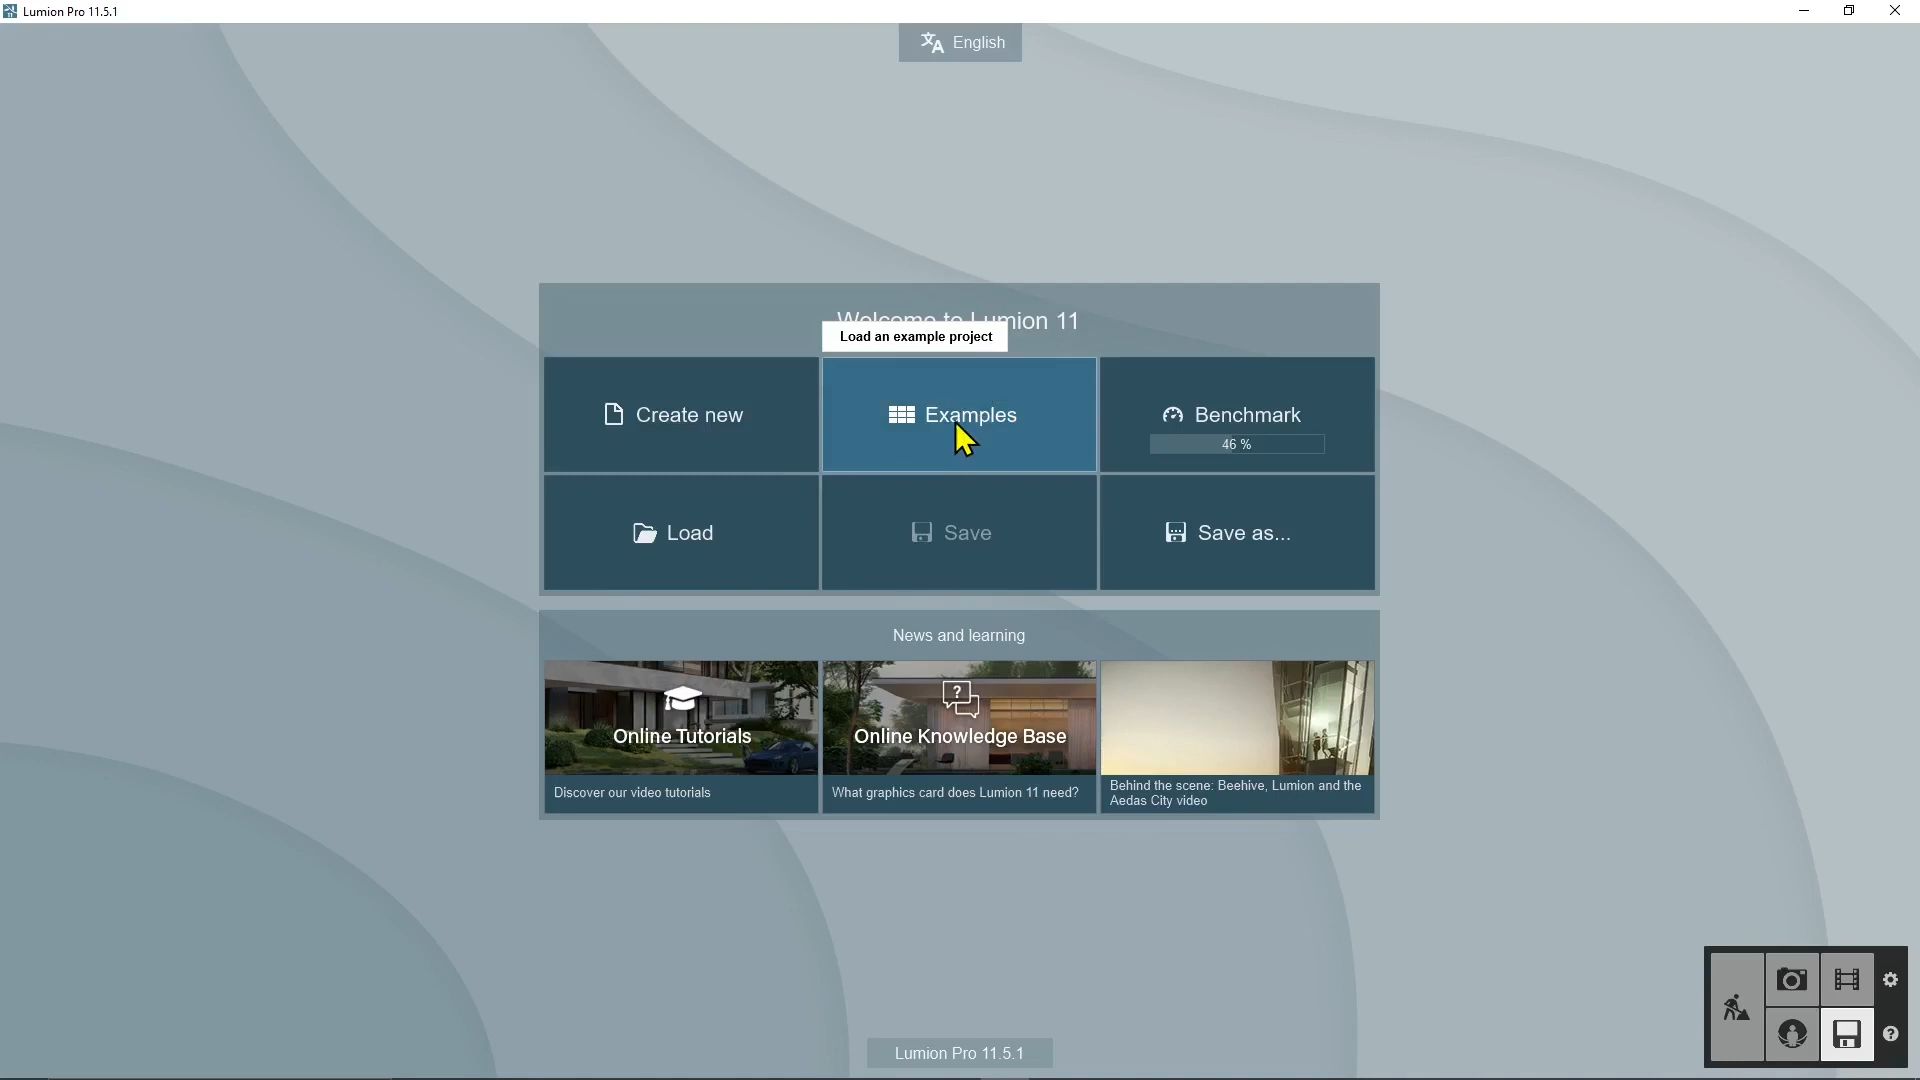 Lumion Pro 11.5.1
English
Welcome to Lumion 11
Load an example project
Create new
Examples
Benchmark
46 %
Load
Save
Save as...
News and learning
Online Tutorials
Online Knowledge Base
Discover our video tutorials
What graphics card does Lumion 11 need?
Behind the scene: Beehive, Lumion and the
Aedas City video
Lumion Pro 11.5.1